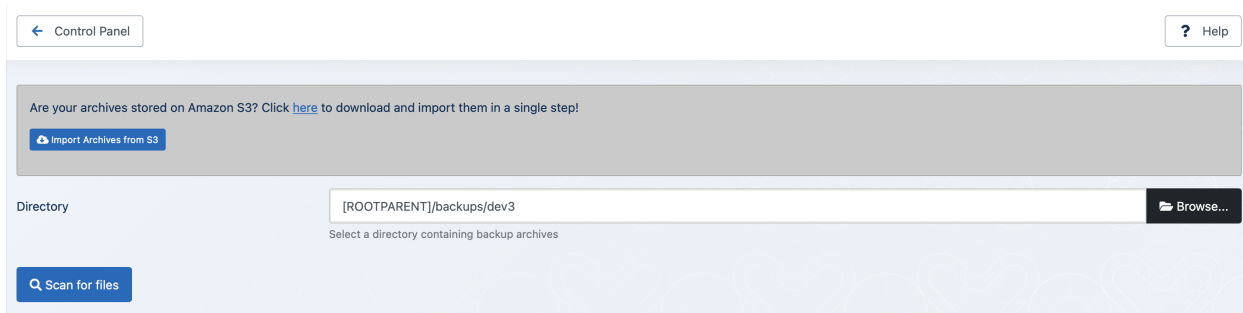 Control Panel
? Help
Are your archives stored on Amazon S3? Click here to download and import them in a single step!
Import Archives from S3
Directory
[ROOTPARENT]/backups/dev3
Browse...
Select a directory containing backup archives
Scan for files